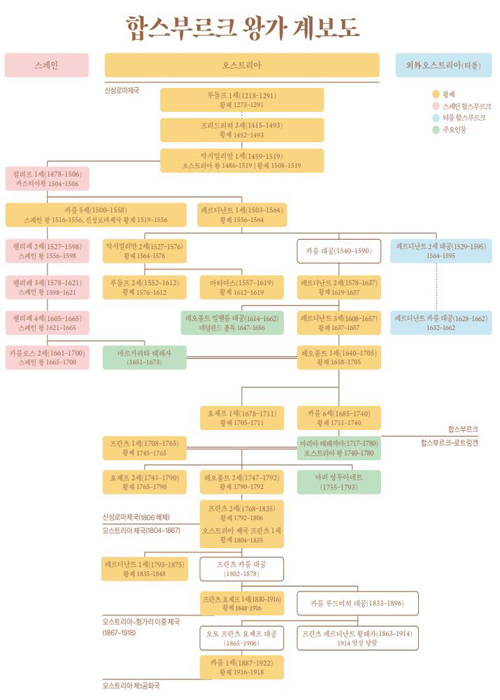 합스부르크 왕가 계보도
스페인
오스트리아
외外오스트리아(티롤)
신성로마제국
황제
스페인 합스부르크
티롤 합스부르크
주요인물
루돌프 1세(1218-1291)
황제 1273-1291
프리드리히 3세(1415-1493)
황제 1452-1493
막시밀리안 1세(1459-1519)
오스트리아 왕 1486-1519 | 황제 1508-1519
필리프 1세(1478-1506)
카스티야왕 1504-1506
카를 5세(1500-1558)
스페인 왕 1516-1556, 신성로마제국 황제 1519-1556
페르디난트 1세(1503-1564)
황제 1556-1564
펠리페 2세(1527-1598)
스페인 왕 1556-1598
막시밀리안 2세(1527-1576)
황제 1564-1576
카를 대공(1540-1590)
페르디난트 2세 대공(1529-1595)
1564-1595
펠리페 3세(1578-1621)
스페인 왕 1598-1621
루돌프 2세(1552-1612)
황제 1576-1612
마티아스(1557-1619)
황제 1612-1619
페르디난트 2세(1578-1637)
황제 1619-1637
펠리페 4세(1605-1665)
스페인 왕 1621-1665
레오폴트 빌헬름 대공(1614-1662)
네덜란드 총독 1647-1656
페르디난트 3세(1608-1657)
황제 1637-1657
페르디난트 카를 대공(1628-1662)
1632-1662
카를로스 2세(1661-1700)
스페인 왕 1665-1700
마르가리타 테레사
(1651-1673)
레오폴트 1세(1640-1705)
황제 1658-1705
요제프 1세(1678-1711)
황제 1705-1711
카를 6세(1685-1740)
황제 1711-1740
합스부르크
합스부르크-로트링겐
프란츠 1세(1708-1765)
황제 1745-1765
마리아 테레지아(1717-1780)
오스트리아 왕 1740-1780
요제프 2세(1741-1790)
황제 1765-1790
레오폴트 2세(1747-1792)
황제 1790-1792
마리 앙투아네트
(1755-1793)
프란츠 2세(1768-1835)
황제 1792-1806
오스트리아 제국 프란츠 1세
황제 1804-1835
신성로마제국(1806 해체)
오스트리아 제국(1804-1867)
페르디난트 1세(1793-1875)
황제 1835-1848
프란츠 카를 대공
(1802-1878)
프란츠 요제프 1세(1830-1916)
황제 1848-1916
카를 루드비히 대공(1833-1896)
오스트리아-헝가리 이중 제국
(1867-1918)
오토 프란츠 요제프 대공
(1865-1906)
프란츠 페르디난트 황태자(1863-1914)
1914 암살 당함
카를 1세(1887-1922)
황제 1916-1918
오스트리아 제1공화국